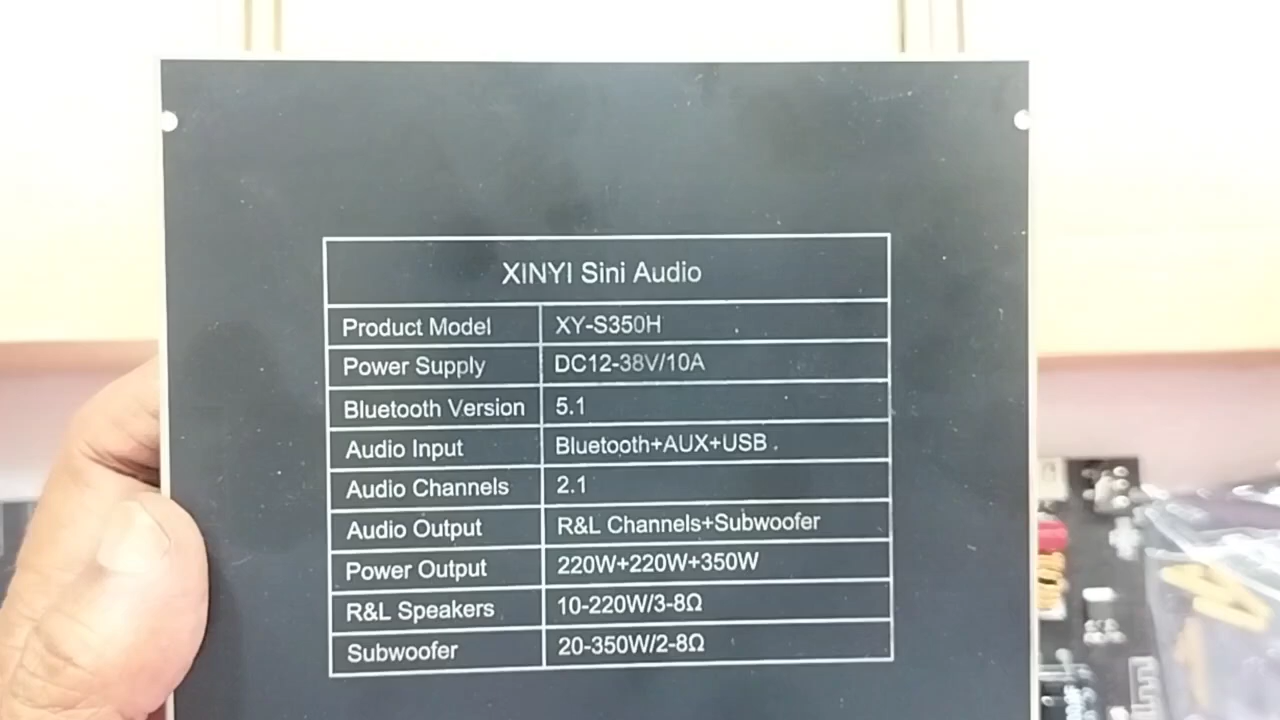 XINYI Sini Audio
Product Model XY-S350H
Power Supply DC12-38V/10A
Bluetooth Version 5.1
Audio Input Bluetooth+AUX+USB
Audio Channels 2.1
Audio Output R&L Channels+Subwoofer
Power Output 220W+220W+350W
R&L Speakers 10-220W/3-8Ω
Subwoofer 20-350W/2-8Ω